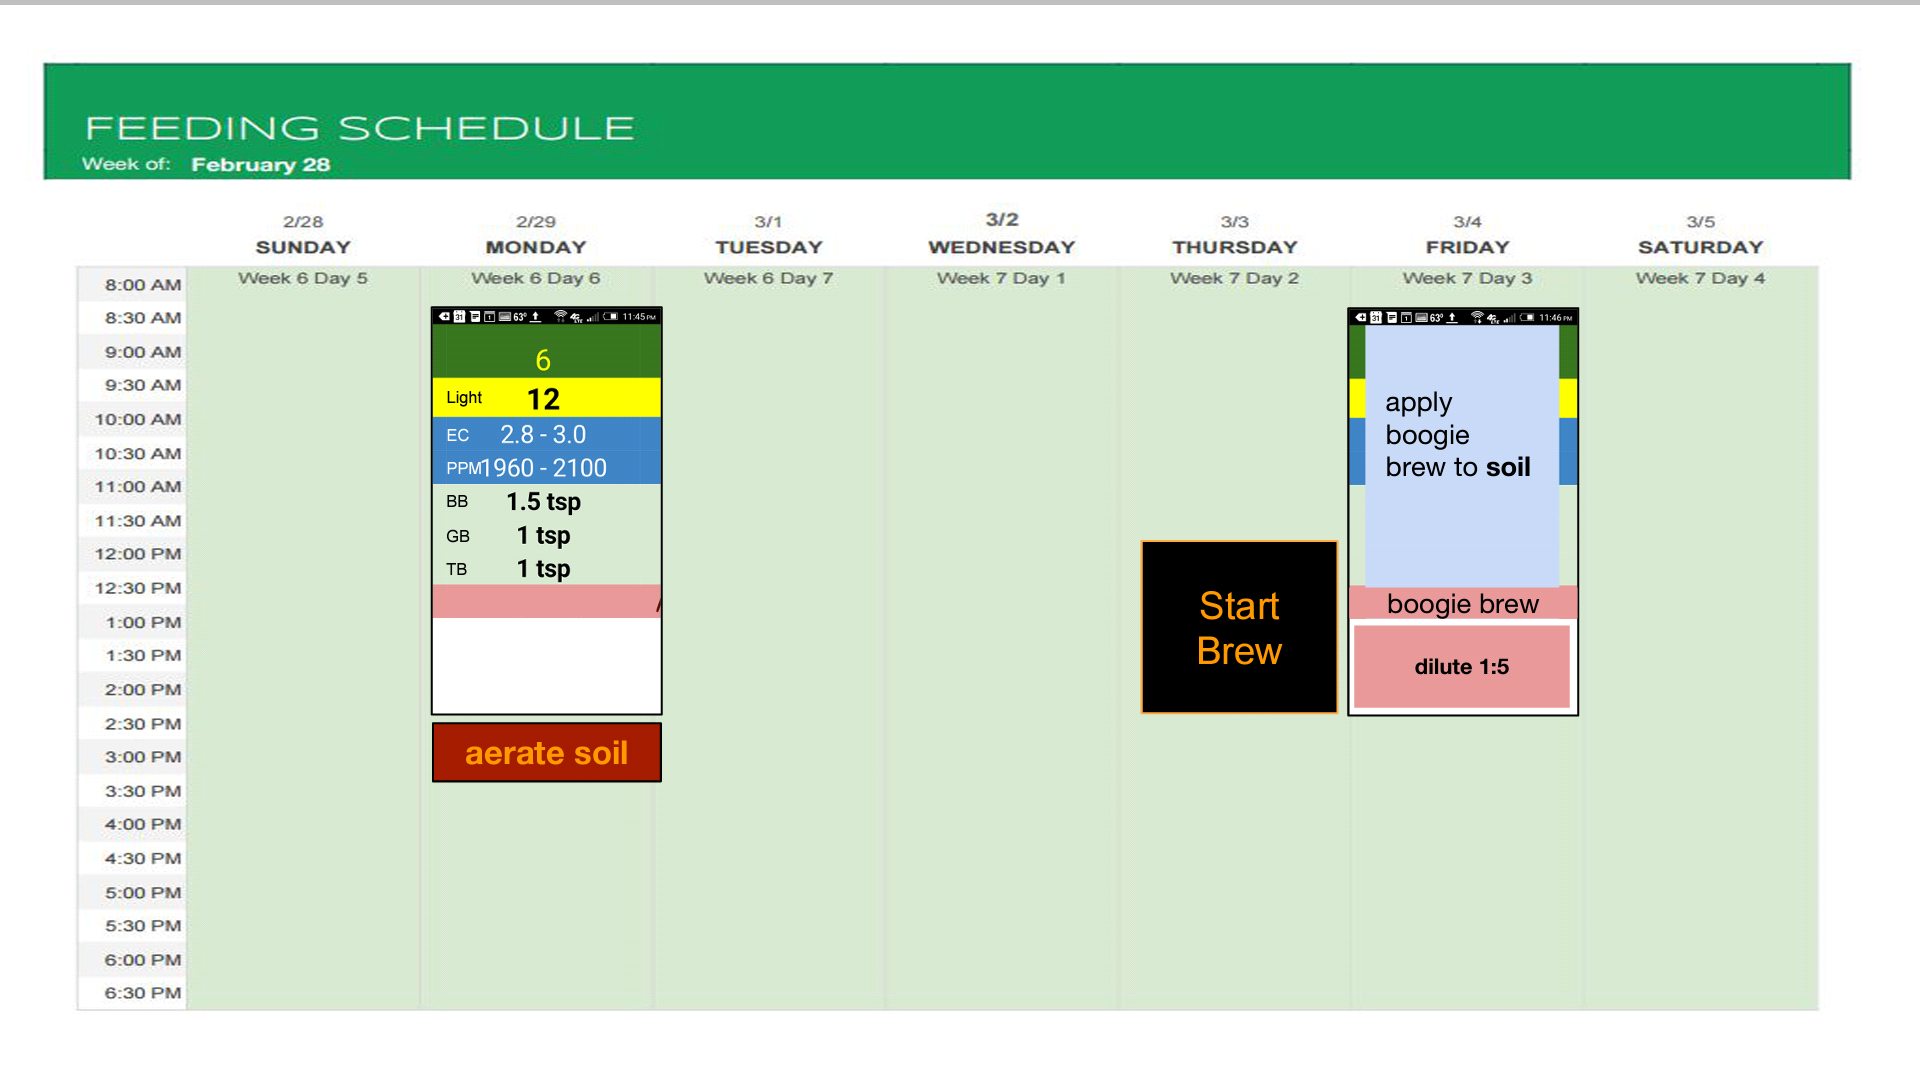 FEEDING SCHEDULE
Week of: February 28
2/28 2/29 3/1 3/2 3/3 3/4 3/5
SUNDAY MONDAY TUESDAY WEDNESDAY THURSDAY FRIDAY SATURDAY
Week 6 Day 5 Week 6 Day 6 Week 6 Day 7 Week 7 Day 1 Week 7 Day 2 Week 7 Day 3 Week 7 Day 4
8:00 AM
8:30 AM
9:00 AM
9:30 AM
10:00 AM
10:30 AM
11:00 AM
11:30 AM
12:00 PM
12:30 PM
1:00 PM
1:30 PM
2:00 PM
2:30 PM
3:00 PM
3:30 PM
4:00 PM
4:30 PM
5:00 PM
5:30 PM
6:00 PM
6:30 PM
31 1 63° 4G LTE 11:45 PM
6
Light 12
EC 2.8 - 3.0
PPM 1960 - 2100
BB 1.5 tsp
GB 1 tsp
TB 1 tsp
/
aerate soil
Start
Brew
31 1 63° 4G LTE 11:46 PM
apply
boogie
brew to soil
boogie brew
dilute 1:5